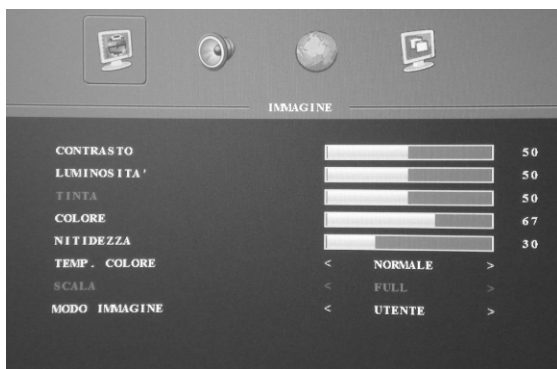 IMMAGINE
CONTRASTO 50
LUMINOSITA' 50
TINTA 50
COLORE 67
NITIDEZZA 30
TEMP. COLORE < NORMALE >
SCALA < FULL >
MODO IMMAGINE < UTENTE >